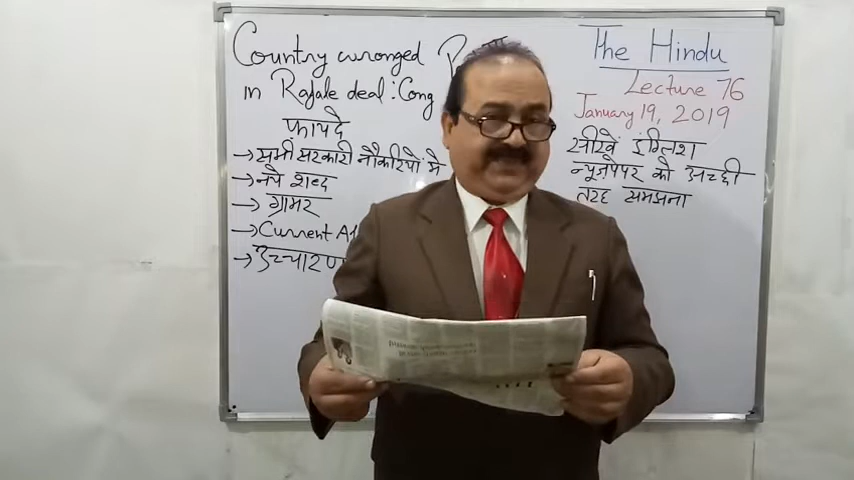 Country wronged
in Rafale deal : Cong
फ़ायदे
→ सभी सरकारी नौकरियों में
→ नये शब्द
→ ग्रामर
→ Current
→ उच्चारण
The Hindu
Lecture 76
January 19, 2019
सीखें इंग्लिश
न्यूज़पेपर को अच्छी
तरह समझना